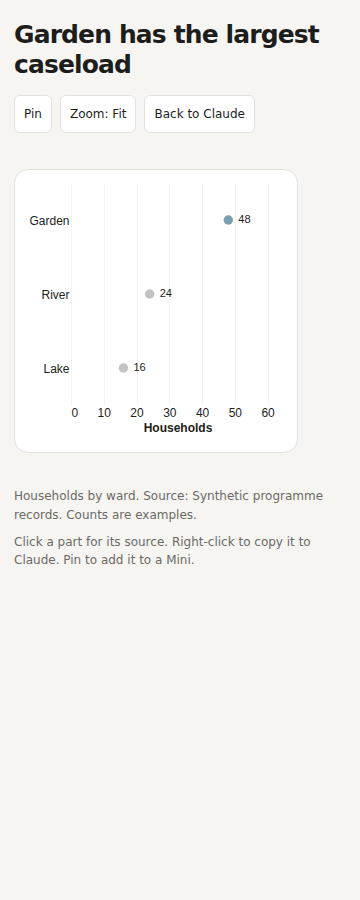 Garden has the largest
caseload
Pin
Zoom: Fit
Back to Claude
Garden
48
River
24
Lake
16
0 10 20 30 40 50 60
Households
Households by ward. Source: Synthetic programme
records. Counts are examples.
Click a part for its source. Right-click to copy it to
Claude. Pin to add it to a Mini.